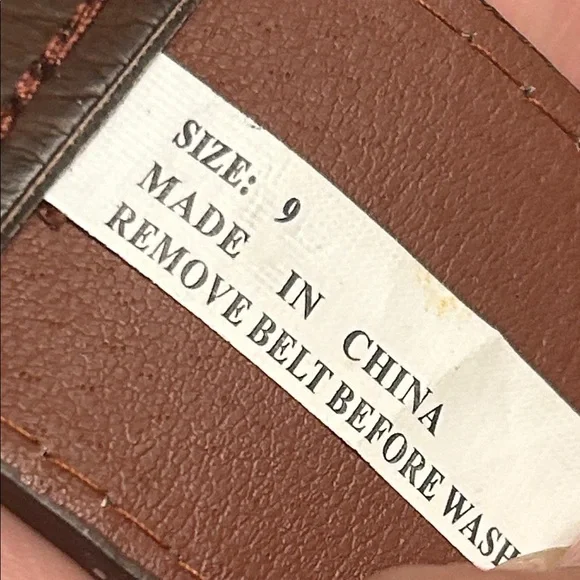 SIZE: 9
MADE IN CHINA
REMOVE BELT BEFORE WASH